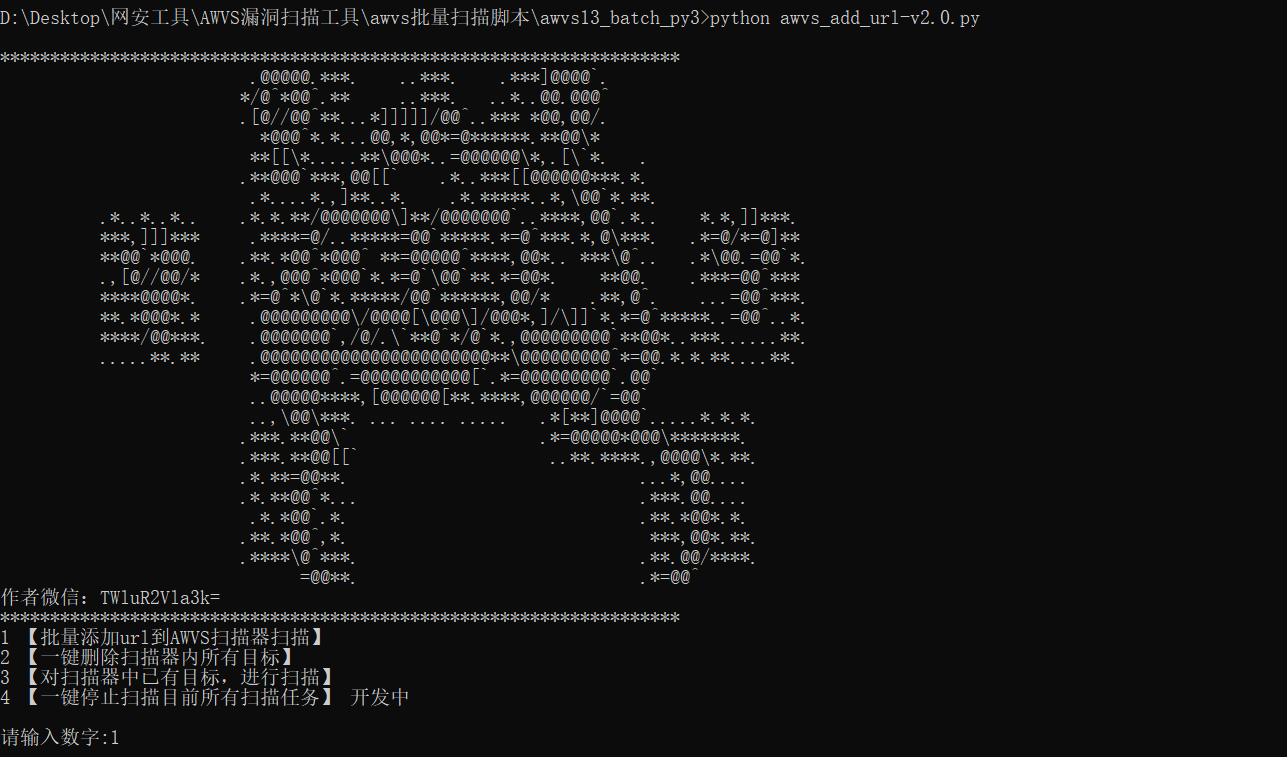 D:\Desktop\网安工具\AWVS漏洞扫描工具\awvs批量扫描脚本\awvs13_batch_py3>python awvs_add_url-v2.0.py
作者微信：TWluR2Vla3k=
1 【批量添加url到AWVS扫描器扫描】
2 【一键删除扫描器内所有目标】
3 【对扫描器中已有目标，进行扫描】
4 【一键停止扫描目前所有扫描任务】 开发中
请输入数字:1